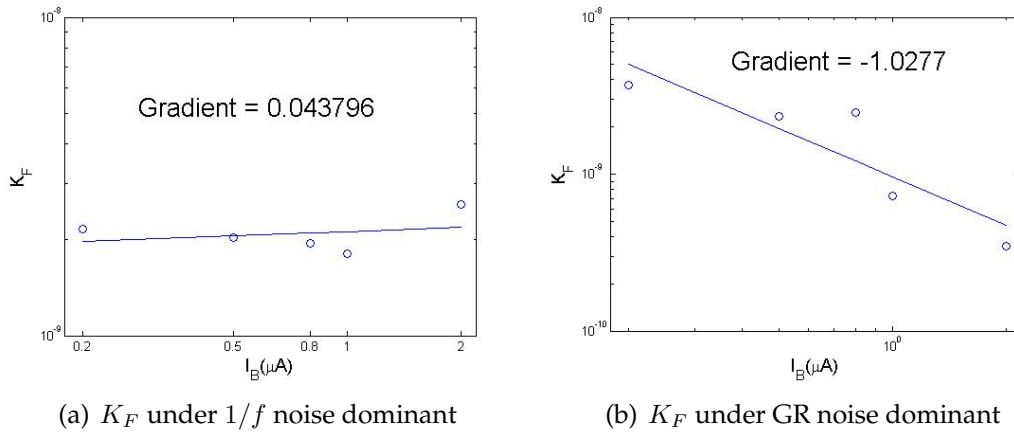 10⁻⁸
Gradient = 0.043796
K_F
10⁻⁹
0.2 0.5 0.8 1 2
I_B(μA)
(a) K_F under 1/f noise dominant
10⁻⁸
Gradient = -1.0277
K_F
10⁻⁹
10⁻¹⁰
10⁰
I_B(μA)
(b) K_F under GR noise dominant